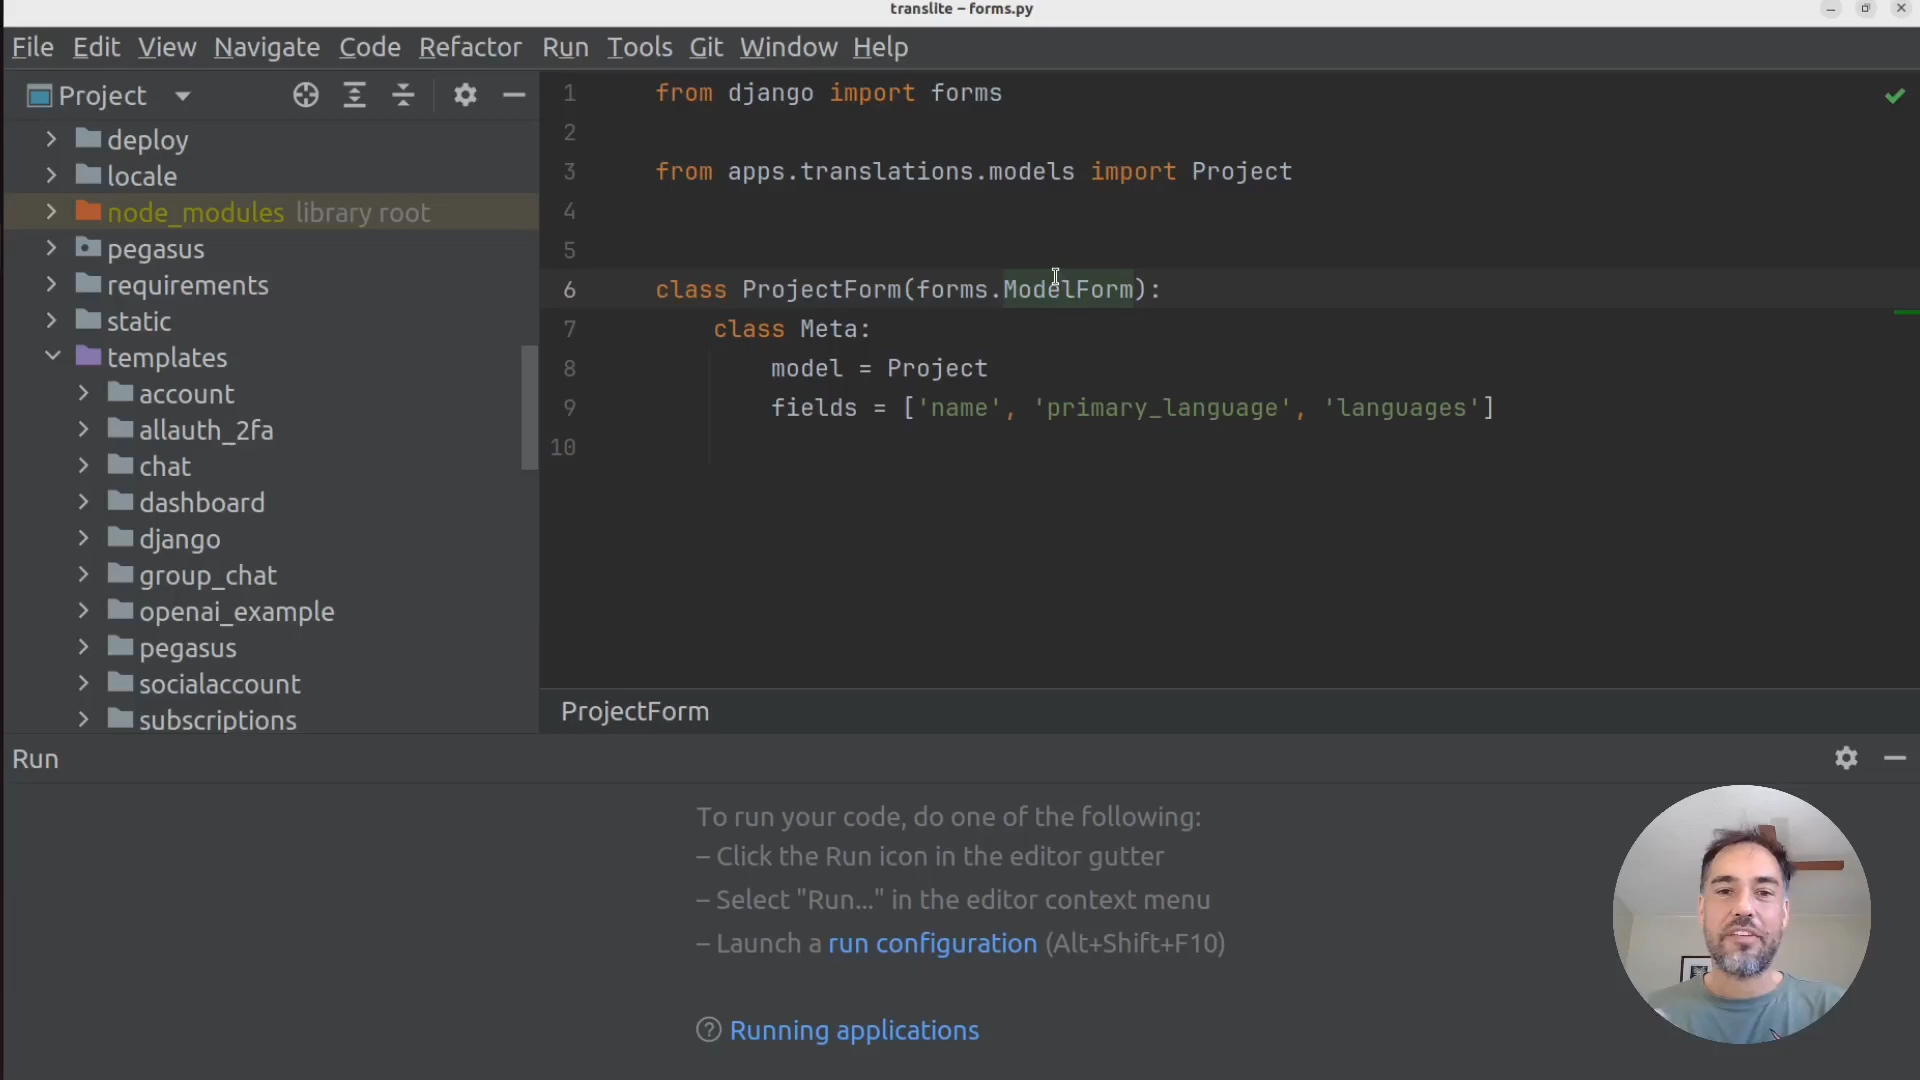 translite – forms.py
File Edit View Navigate Code Refactor Run Tools Git Window Help
Project
deploy
locale
node_modules library root
pegasus
requirements
static
templates
account
allauth_2fa
chat
dashboard
django
group_chat
openai_example
pegasus
socialaccount
subscriptions
1 from django import forms
2
3 from apps.translations.models import Project
4
5
6 class ProjectForm(forms.ModelForm):
7 class Meta:
8 model = Project
9 fields = ['name', 'primary_language', 'languages']
10
ProjectForm
Run
To run your code, do one of the following:
– Click the Run icon in the editor gutter
– Select "Run..." in the editor context menu
– Launch a run configuration (Alt+Shift+F10)
? Running applications